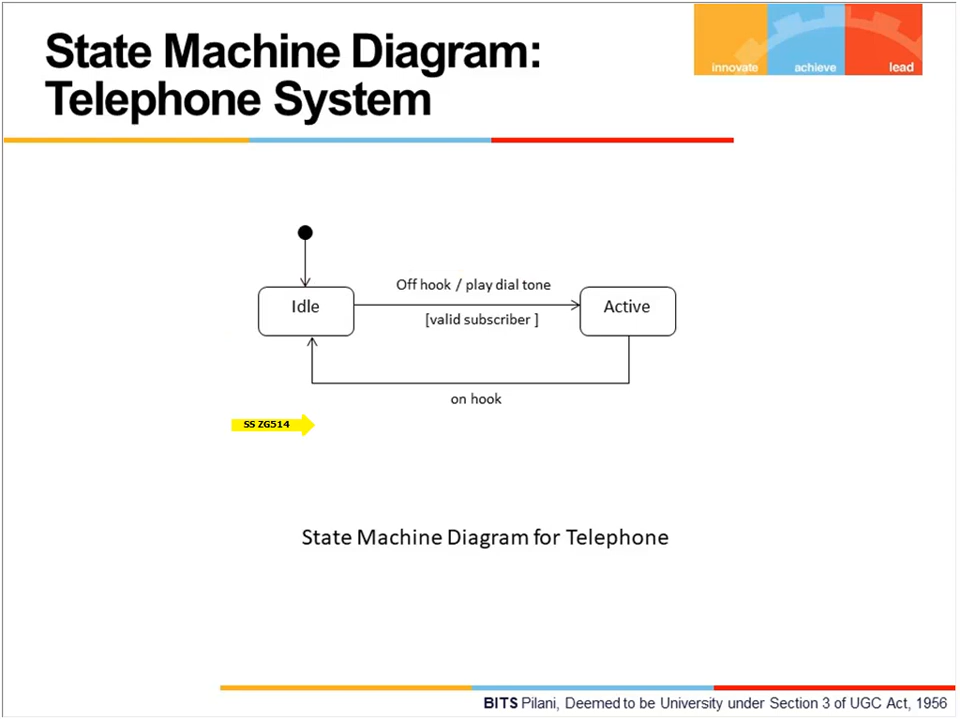 State Machine Diagram:
Telephone System
innovate achieve lead
Off hook / play dial tone
Idle
Active
[valid subscriber ]
on hook
SS ZG514
State Machine Diagram for Telephone
BITS Pilani, Deemed to be University under Section 3 of UGC Act, 1956